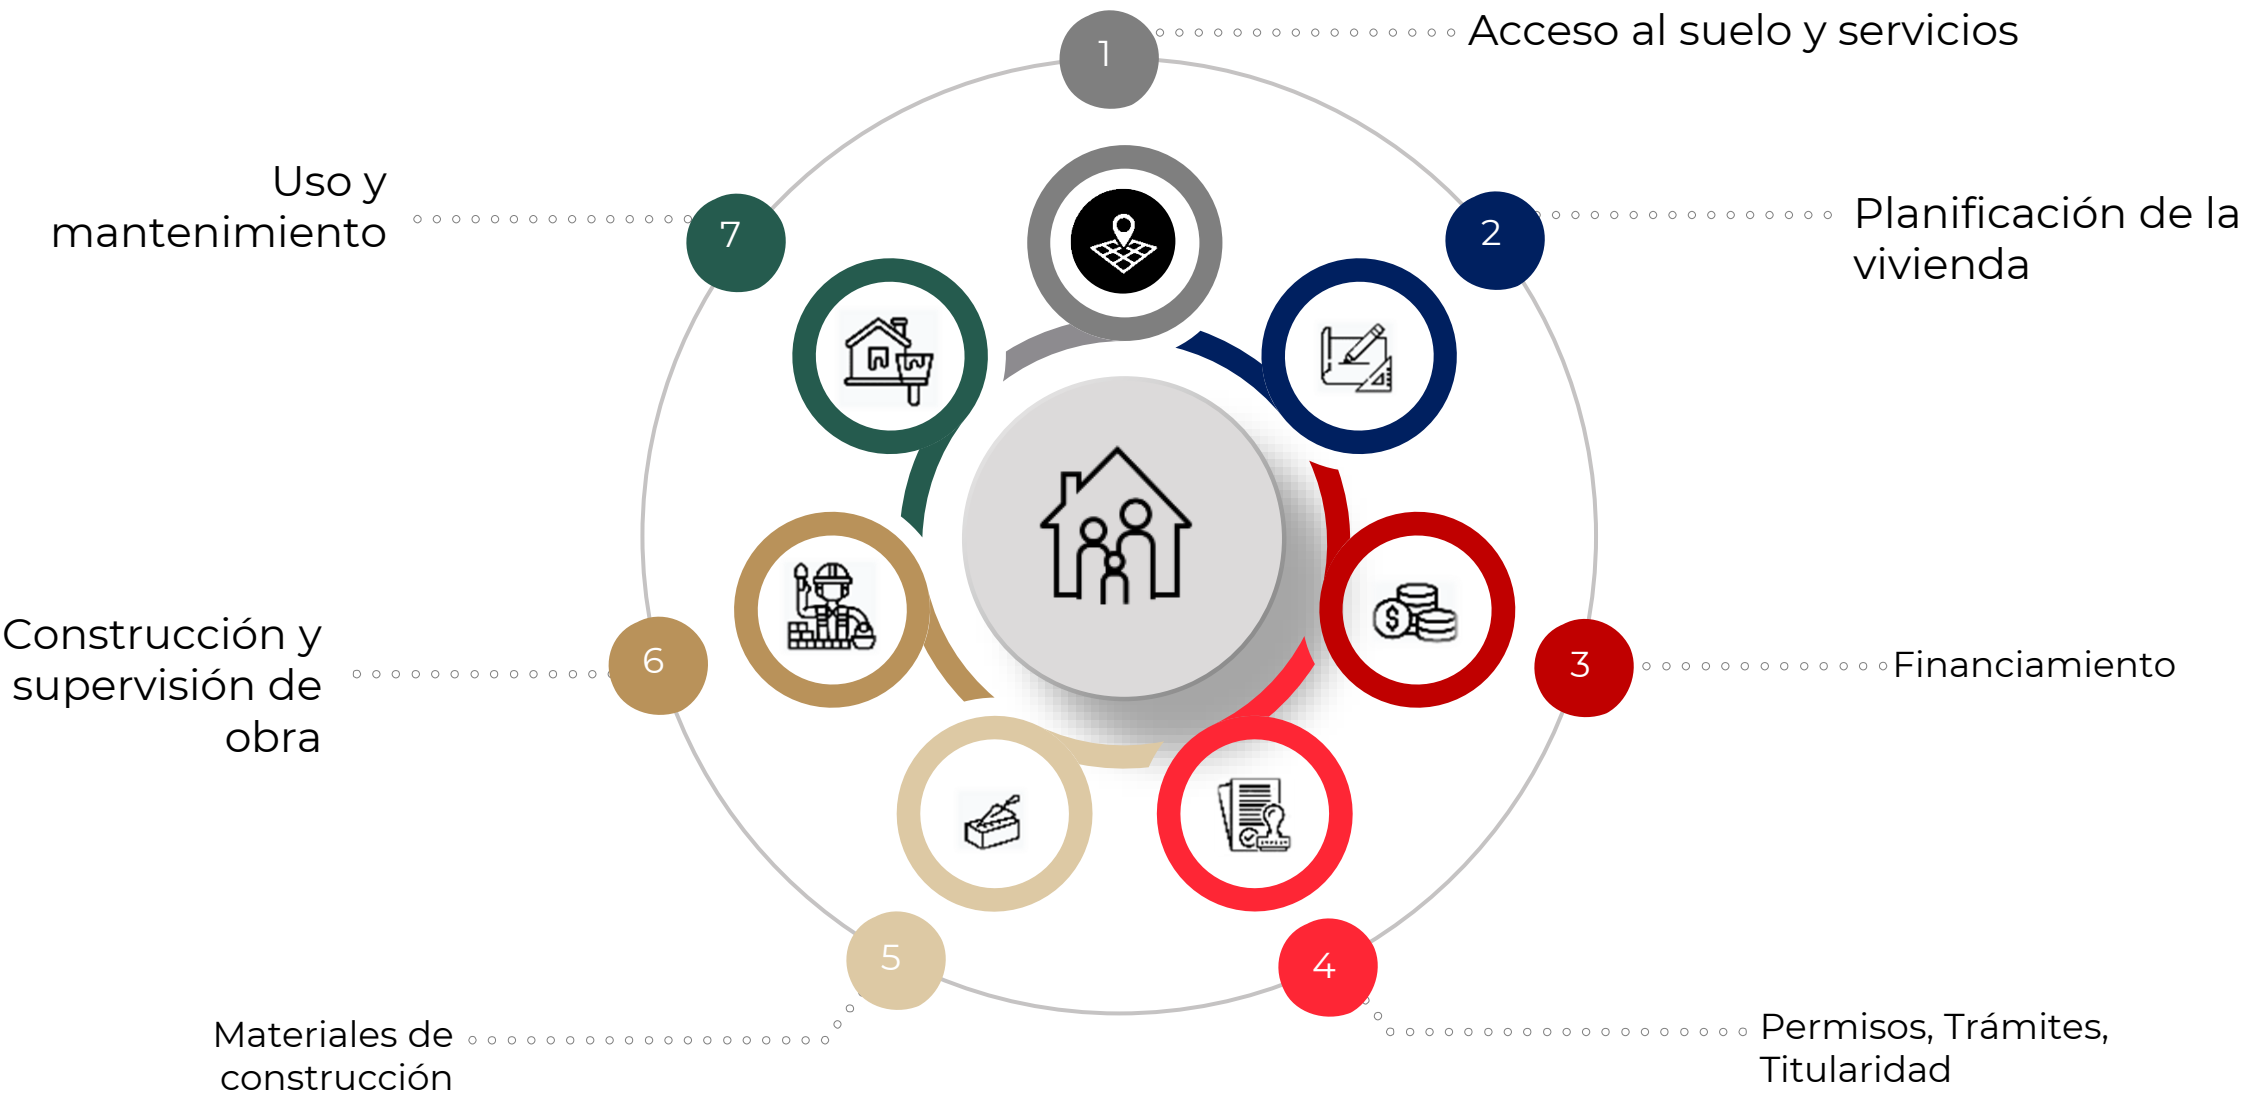 1
Acceso al suelo y servicios
2
Planificación de la
vivienda
3
Financiamiento
4
Permisos, Trámites,
Titularidad
5
Materiales de
construcción
6
Construcción y
supervisión de
obra
7
Uso y
mantenimiento
$